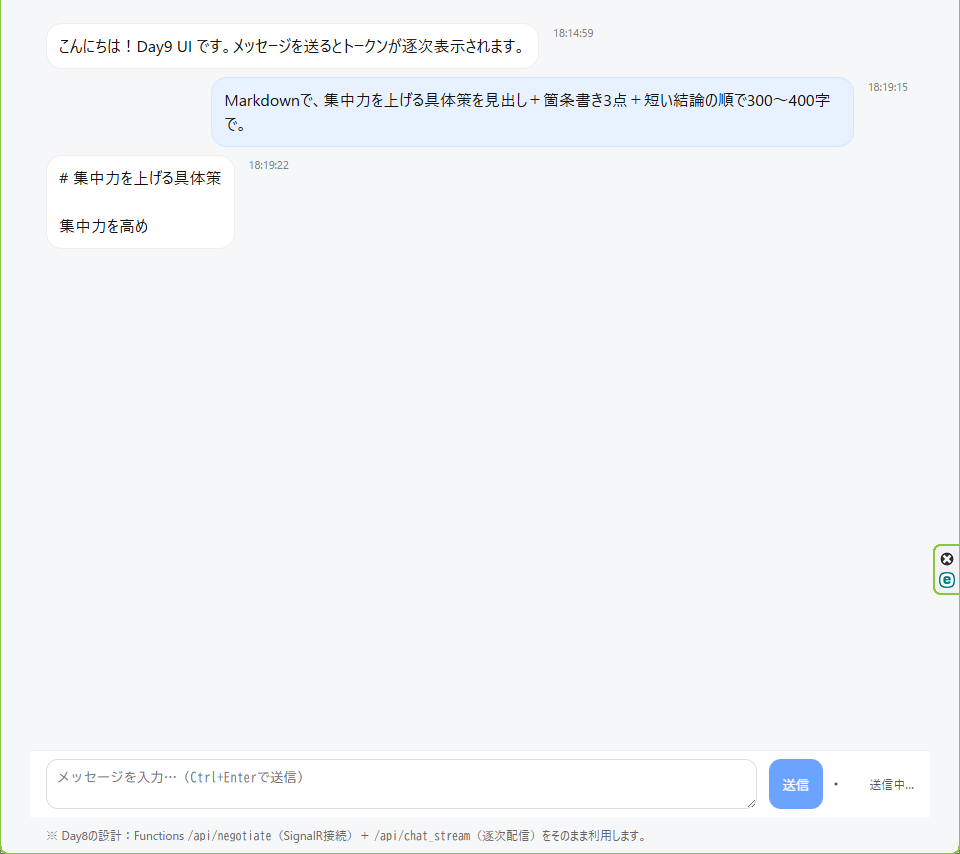 こんにちは！Day9 UI です。メッセージを送るとトークンが逐次表示されます。
18:14:59
Markdownで、集中力を上げる具体策を見出し＋箇条書き3点＋短い結論の順で300〜400字
で。
18:19:15
# 集中力を上げる具体策
18:19:22
集中力を高め
メッセージを入力…（Ctrl+Enterで送信）
送信
•
送信中…
※ Day8の設計：Functions /api/negotiate（SignalR接続）＋ /api/chat_stream（逐次配信）をそのまま利用します。